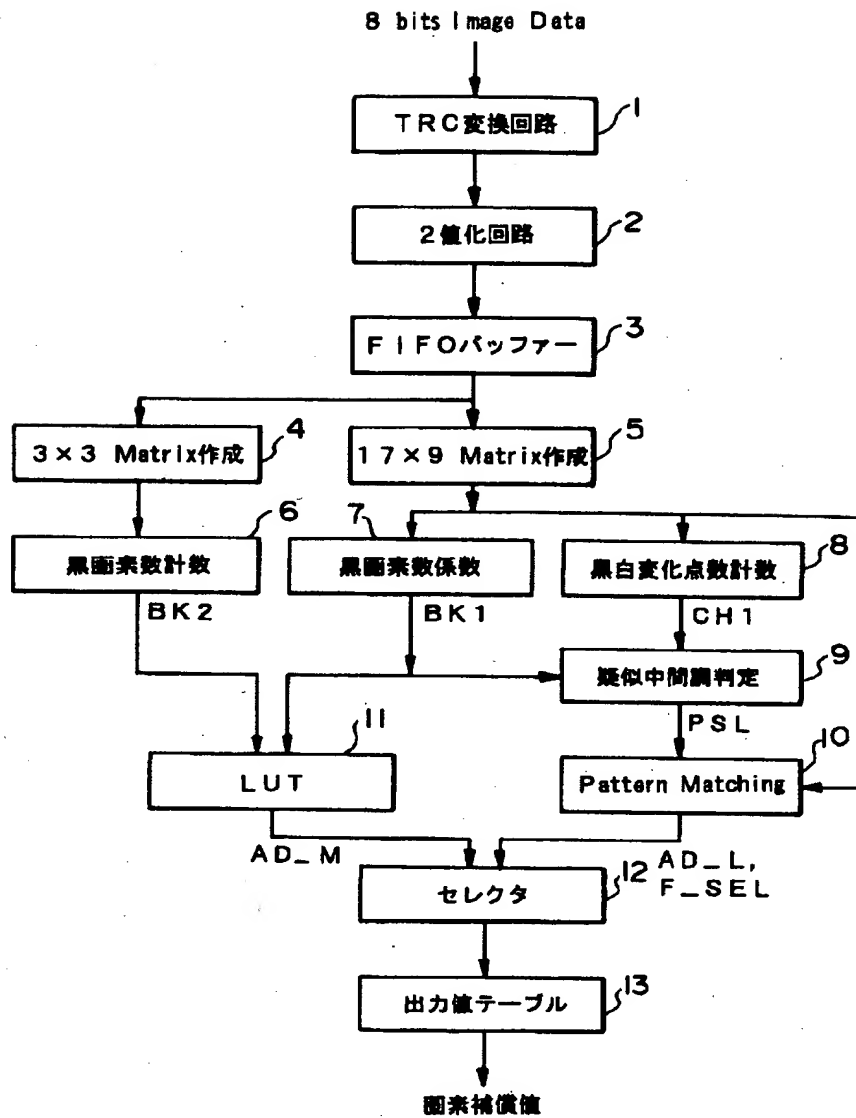 8 bits Image Data
1
TRC変換回路
2
2値化回路
3
FIFOバッファー
4
3×3 Matrix作成
5
17×9 Matrix作成
6
黒画素数計数
BK2
7
黒画素数係数
BK1
8
黒白変化点数計数
CH1
9
疑似中間調判定
PSL
10
Pattern Matching
11
LUT
AD_M
AD_L,
F_SEL
12
セレクタ
13
出力値テーブル
画素補償値